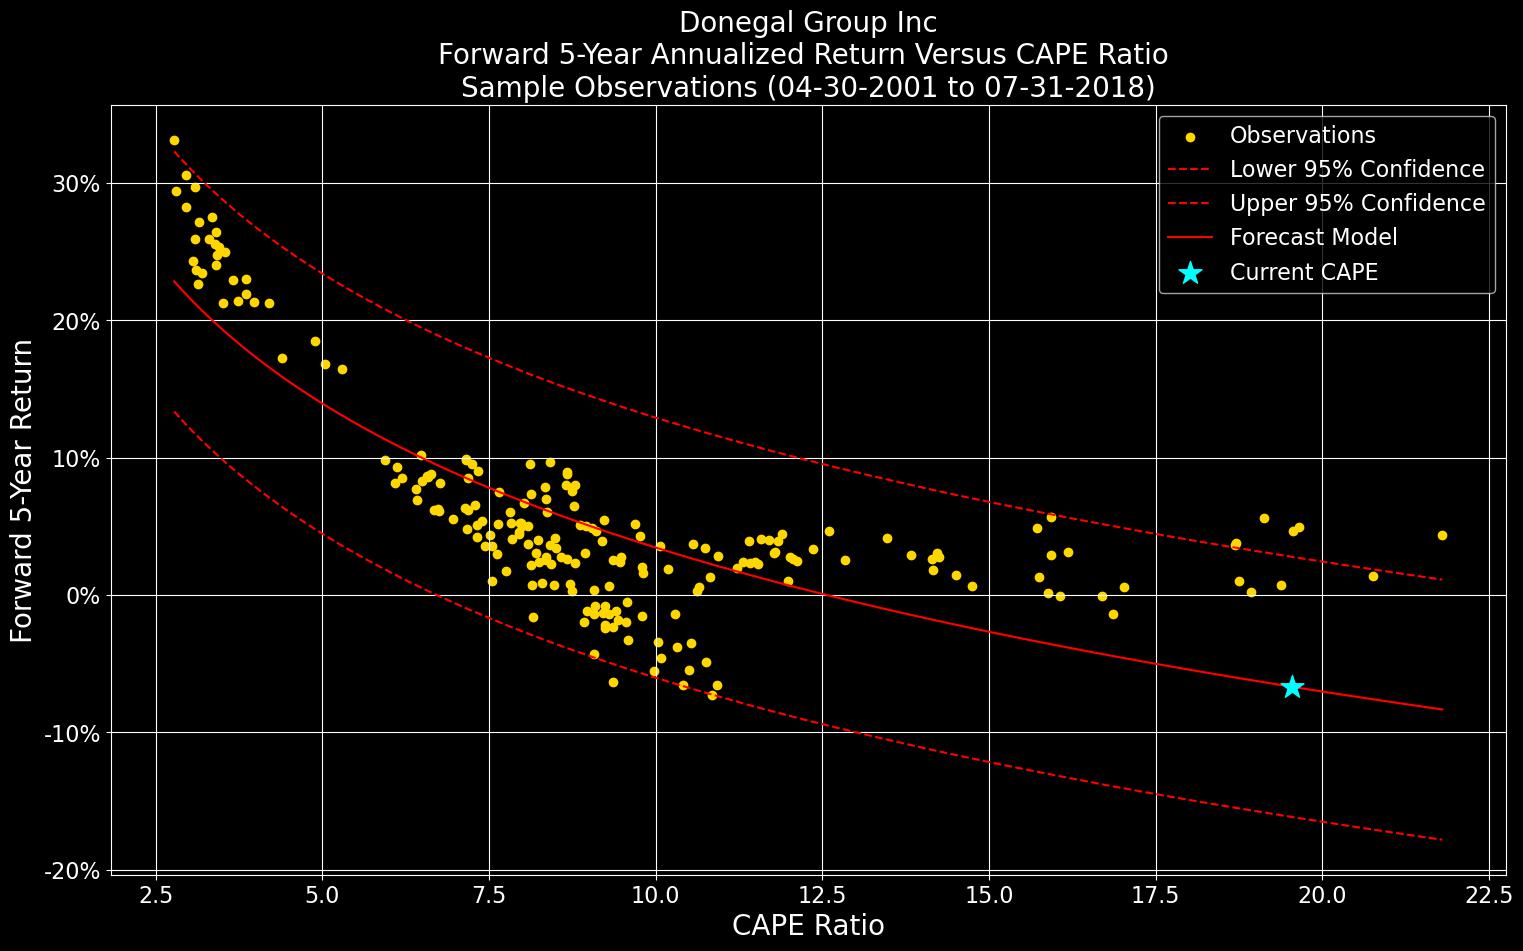 Donegal Group Inc
Forward 5-Year Annualized Return Versus CAPE Ratio
Sample Observations (04-30-2001 to 07-31-2018)
Observations
Lower 95% Confidence
Upper 95% Confidence
Forecast Model
Current CAPE
Forward 5-Year Return
30%
20%
10%
0%
-10%
-20%
2.5 5.0 7.5 10.0 12.5 15.0 17.5 20.0 22.5
CAPE Ratio